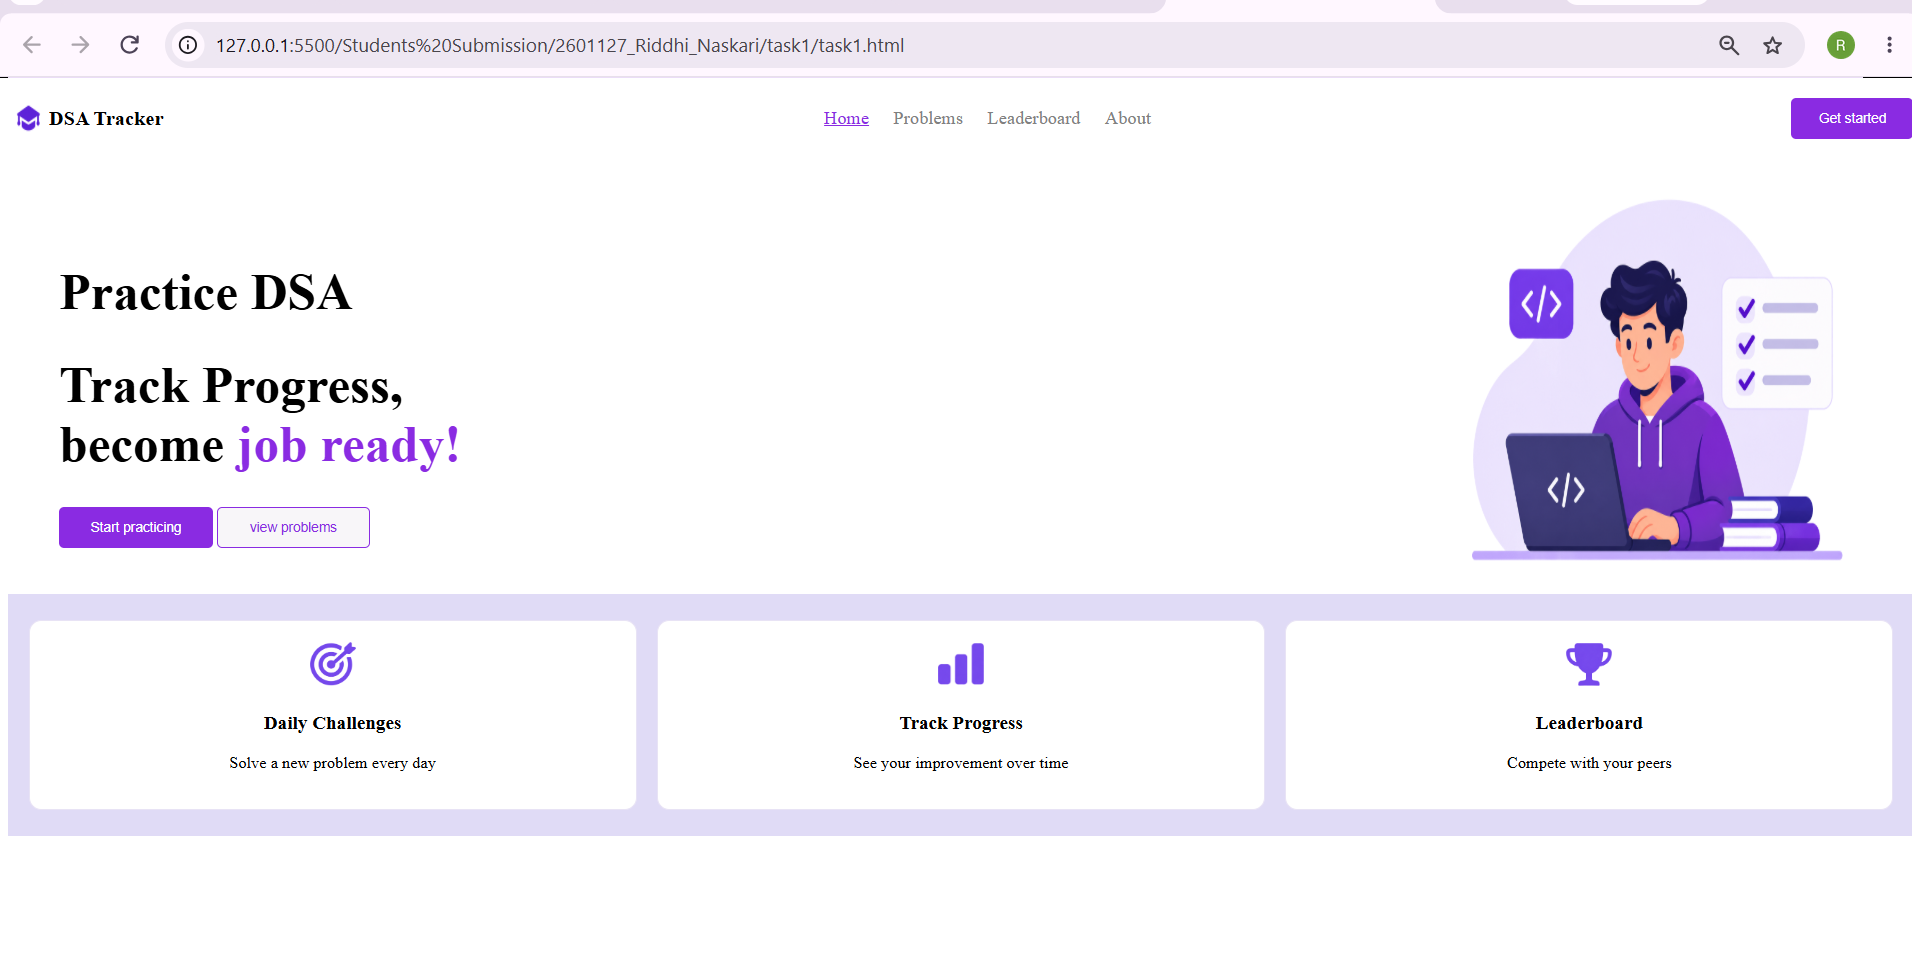 127.0.0.1:5500/Students%20Submission/2601127_Riddhi_Naskari/task1/task1.html
R
DSA Tracker
Home Problems Leaderboard About
Get started
Practice DSA
Track Progress,
become job ready!
</>
</>
Start practicing view problems
Daily Challenges
Solve a new problem every day
Track Progress
See your improvement over time
Leaderboard
Compete with your peers